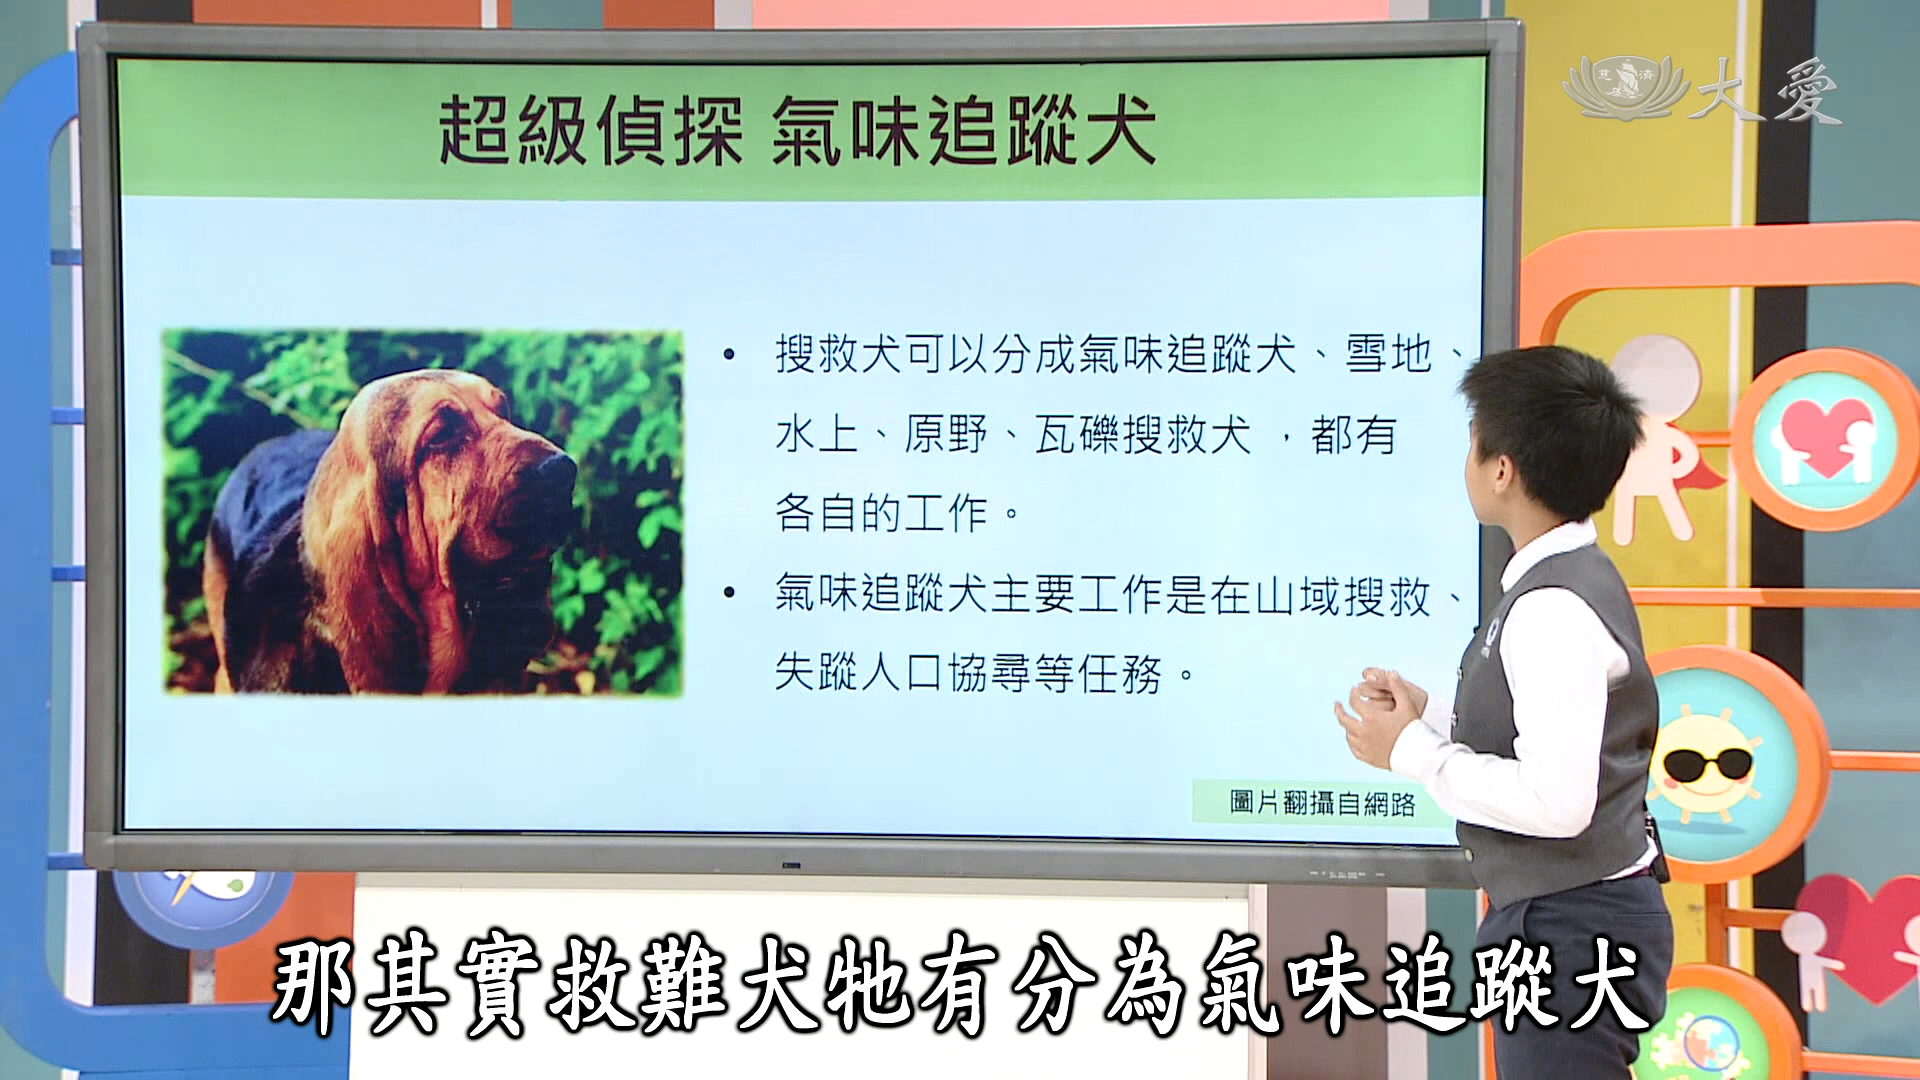 慈濟
大愛
超級偵探 氣味追蹤犬
• 搜救犬可以分成氣味追蹤犬、雪地、
水上、原野、瓦礫搜救犬 ，都有
各自的工作。
• 氣味追蹤犬主要工作是在山域搜救、
失蹤人口協尋等任務。
圖片翻攝自網路
那其實救難犬牠有分為氣味追蹤犬